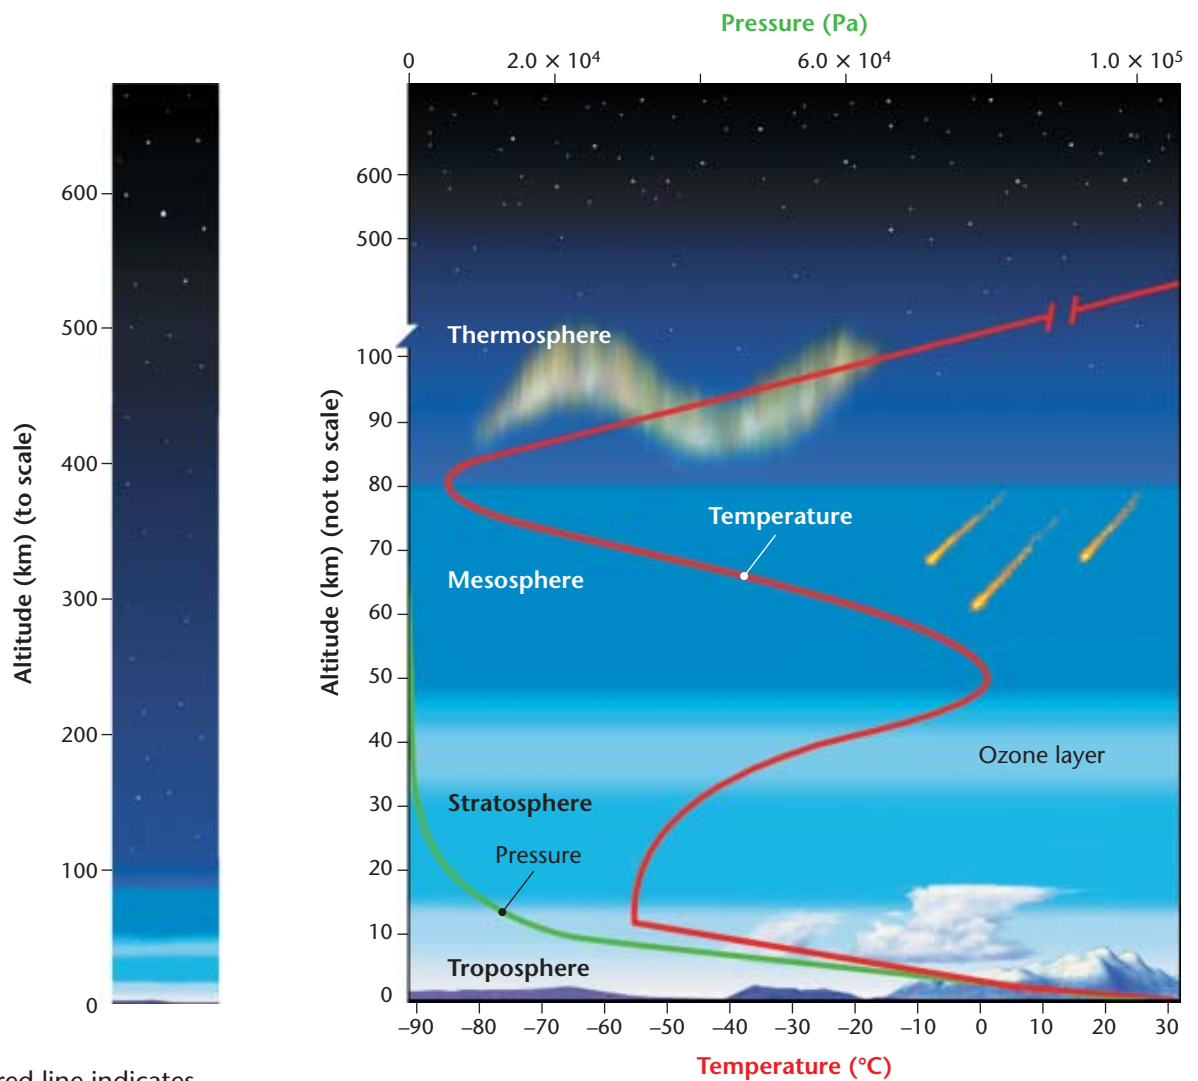 Pressure (Pa)
0 2.0 × 10⁴ 6.0 × 10⁴ 1.0 × 10⁵
600
500
400
300
200
100
0
Altitude (km) (to scale)
600
500
100
90
80
70
60
50
40
30
20
10
0
Altitude (km) (not to scale)
Thermosphere
Temperature
Mesosphere
Ozone layer
Stratosphere
Pressure
Troposphere
–90 –80 –70 –60 –50 –40 –30 –20 –10 0 10 20 30
Temperature (°C)
red line indicates